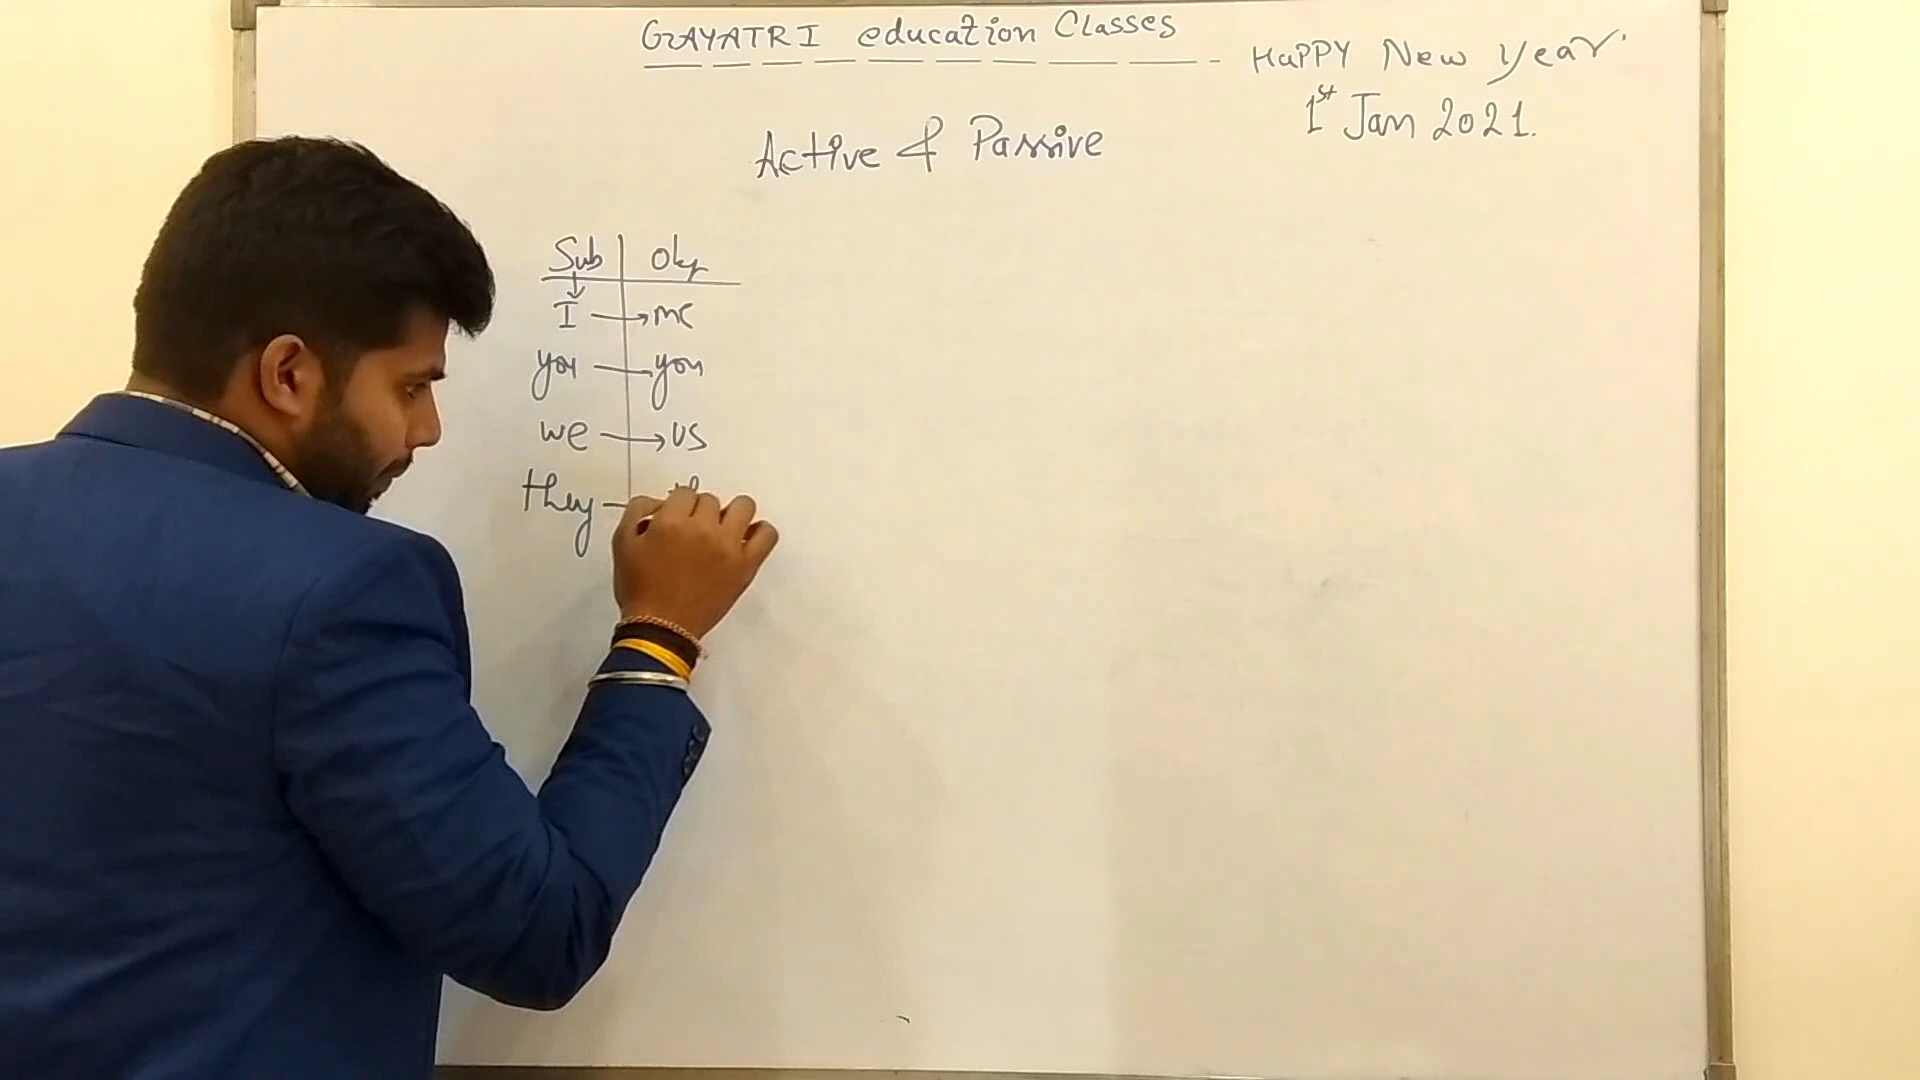 GAYATRI education Classes
HaPPY New Year
1st Jan 2021.
Active & Passive
Sub Obj
I → me
you — you
we → us
they —